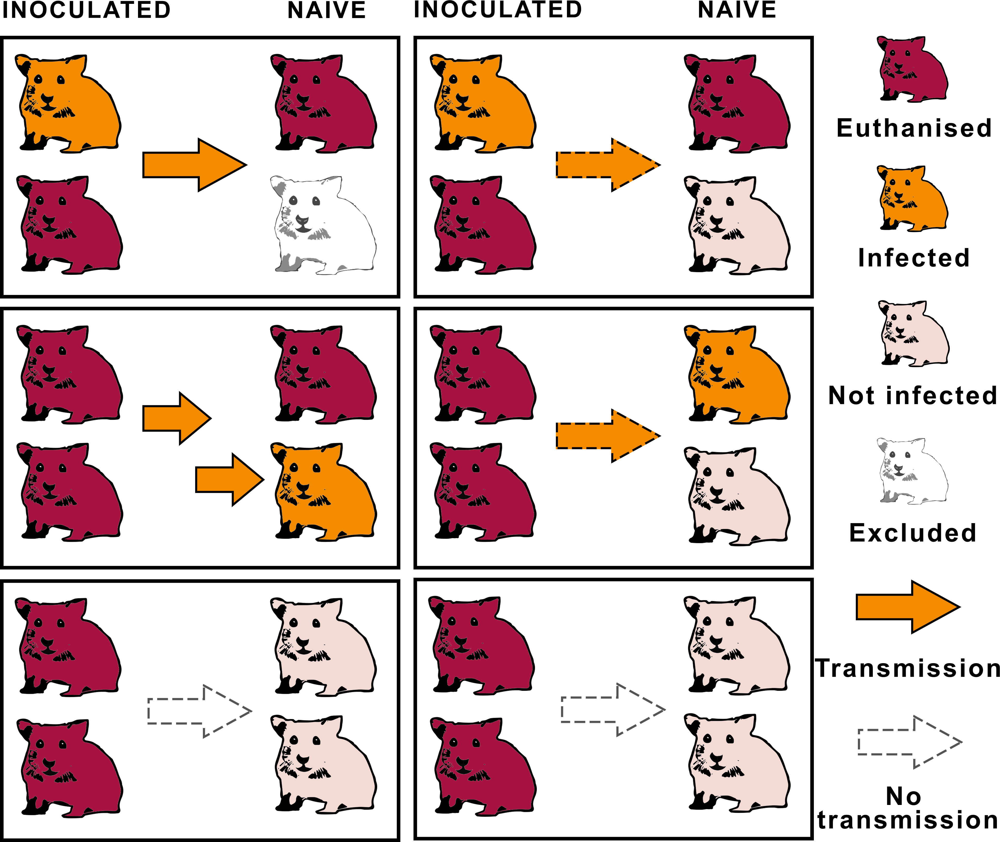 INOCULATED NAIVE INOCULATED NAIVE
Euthanised
Infected
Not infected
Excluded
Transmission
No
transmission